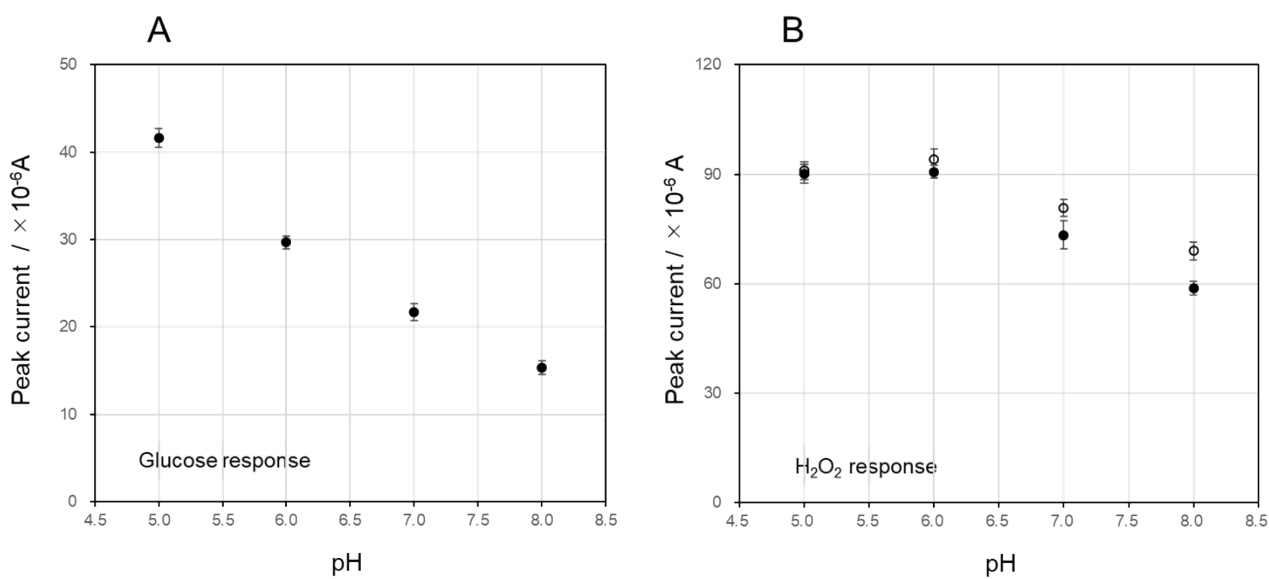 A
Peak current / ×10⁻⁶A
50
40
30
20
10
0
Glucose response
4.5 5.0 5.5 6.0 6.5 7.0 7.5 8.0 8.5
pH
B
Peak current / ×10⁻⁶ A
120
90
60
30
0
H₂O₂ response
4.5 5.0 5.5 6.0 6.5 7.0 7.5 8.0 8.5
pH